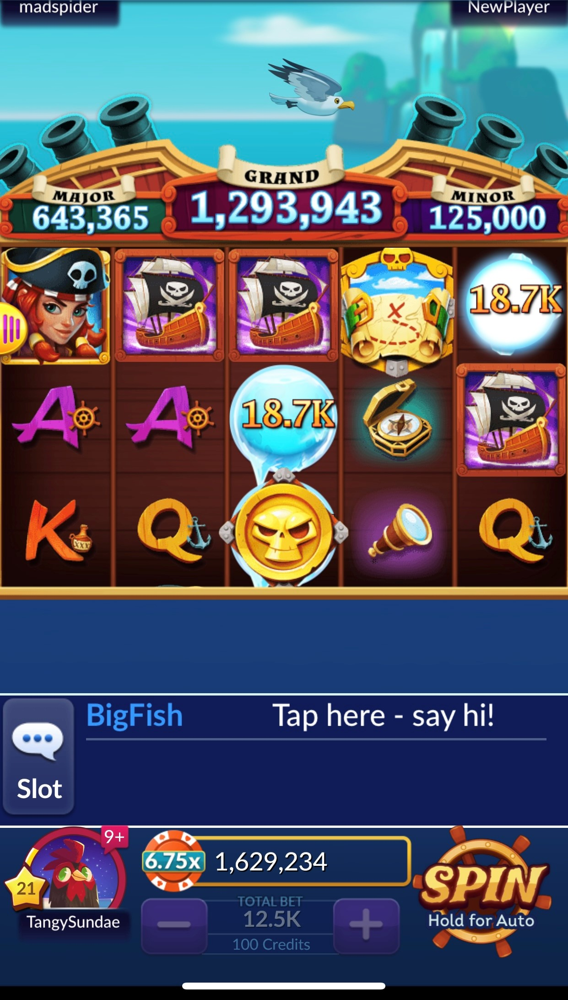 madspider
NewPlayer
GRAND
1,293,943
MAJOR
643,365
MINOR
125,000
18.7K
A
A
18.7K
K
XXX
Q
Q
BigFish
Tap here - say hi!
Slot
9+
6.75x
1,629,234
21
TangySundae
TOTAL BET
12.5K
100 Credits
SPIN
Hold for Auto